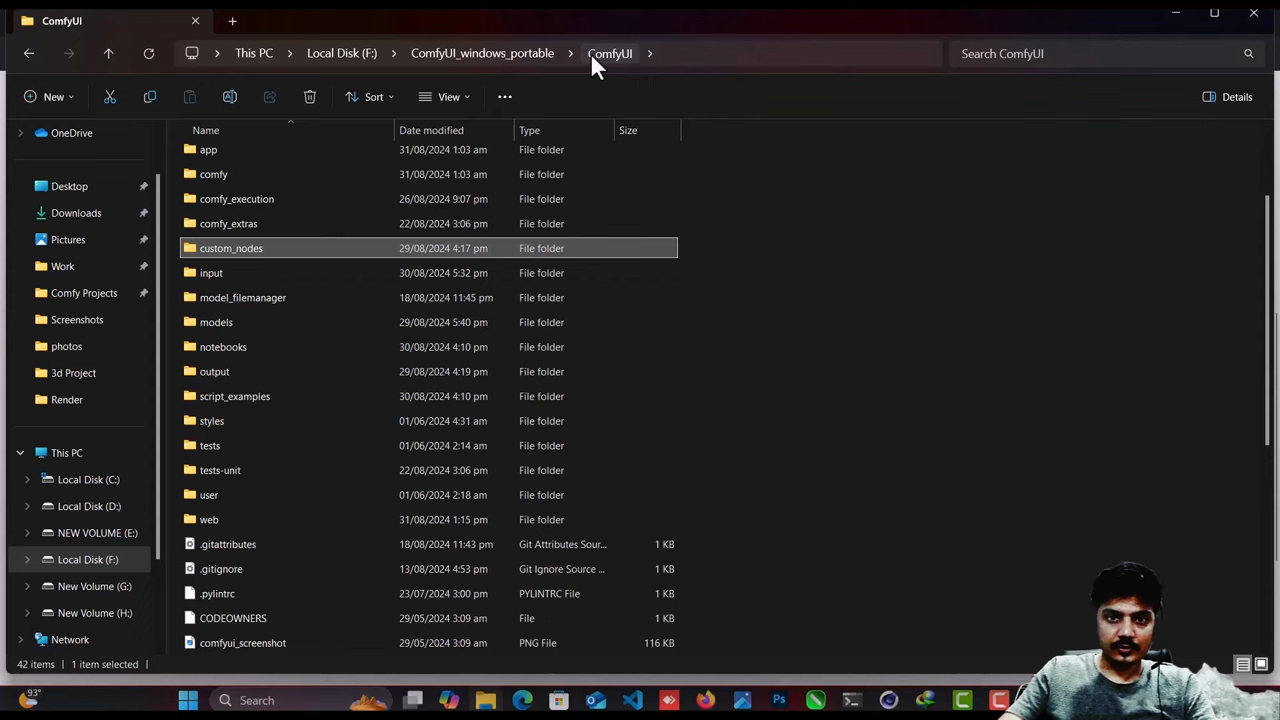 ComfyUI
This PC > Local Disk (F:) > ComfyUI_windows_portable > ComfyUI >
Search ComfyUI
New
Sort
View
Details
OneDrive
Desktop
Downloads
Pictures
Work
Comfy Projects
Screenshots
photos
3d Project
Render
This PC
Local Disk (C:)
Local Disk (D:)
NEW VOLUME (E:)
Local Disk (F:)
New Volume (G:)
New Volume (H:)
Network
Name Date modified Type Size
app 31/08/2024 1:03 am File folder
comfy 31/08/2024 1:03 am File folder
comfy_execution 26/08/2024 9:07 pm File folder
comfy_extras 22/08/2024 3:06 pm File folder
custom_nodes 29/08/2024 4:17 pm File folder
input 30/08/2024 5:32 pm File folder
model_filemanager 18/08/2024 11:45 pm File folder
models 29/08/2024 5:40 pm File folder
notebooks 30/08/2024 4:10 pm File folder
output 29/08/2024 4:19 pm File folder
script_examples 30/08/2024 4:10 pm File folder
styles 01/06/2024 4:31 am File folder
tests 01/06/2024 2:14 am File folder
tests-unit 22/08/2024 3:06 pm File folder
user 01/06/2024 2:18 am File folder
web 31/08/2024 1:15 pm File folder
.gitattributes 18/08/2024 11:43 pm Git Attributes Sour... 1 KB
.gitignore 13/08/2024 4:53 pm Git Ignore Source ... 1 KB
.pylintrc 23/07/2024 3:00 pm PYLINTRC File 1 KB
CODEOWNERS 29/05/2024 3:09 am File 1 KB
comfyui_screenshot 29/05/2024 3:09 am PNG File 116 KB
42 items | 1 item selected |
93°
Search
Ps